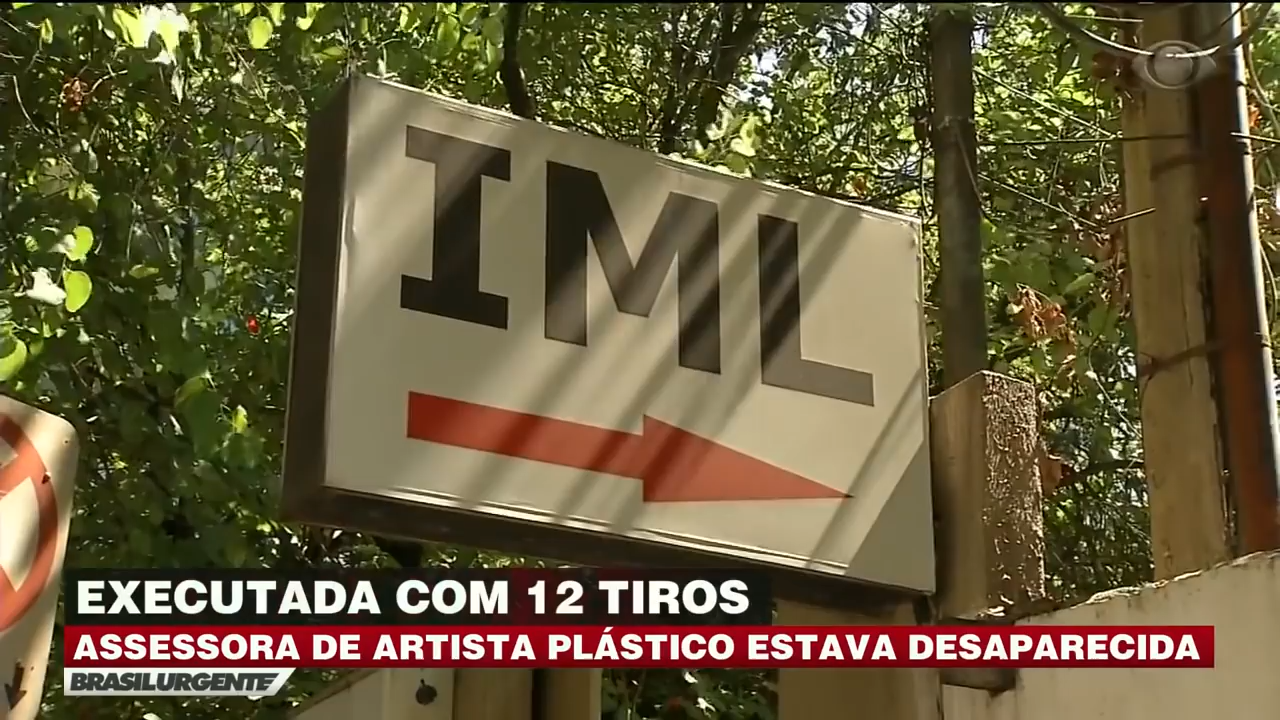 IML
EXECUTADA COM 12 TIROS
ASSESSORA DE ARTISTA PLÁSTICO ESTAVA DESAPARECIDA
BRASILURGENTE